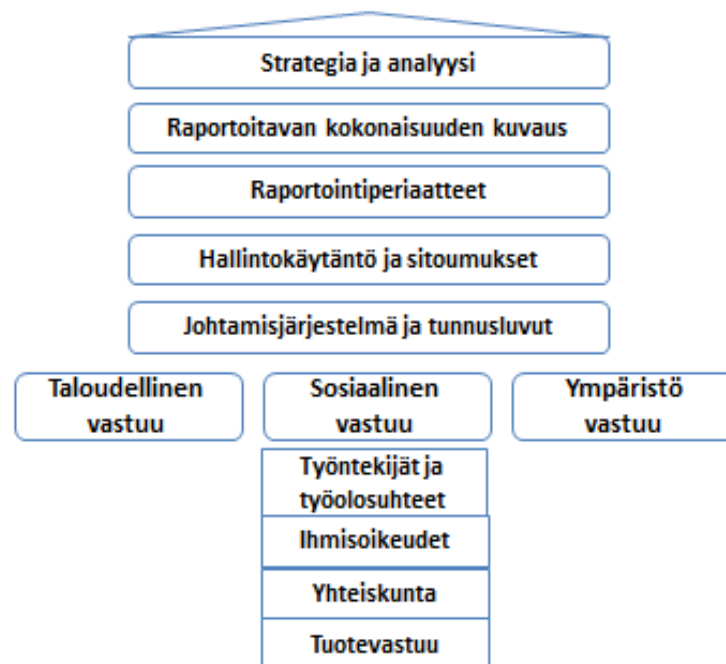 Strategia ja analyysi
Raportoitavan kokonaisuuden kuvaus
Raportointiperiaatteet
Hallintokäytäntö ja sitoumukset
Johtamisjärjestelmä ja tunnusluvut
Taloudellinen
vastuu
Sosiaalinen
vastuu
Ympäristö
vastuu
Työntekijät ja
työolosuhteet
Ihmisoikeudet
Yhteiskunta
Tuotevastuu